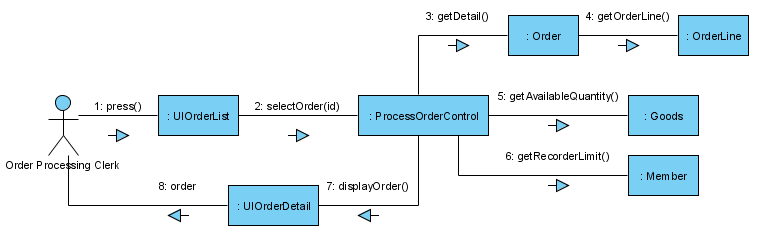 3: getDetail()
4: getOrderLine()
: Order
: OrderLine
1: press()
2: selectOrder(id)
5: getAvailableQuantity()
: UIOrderList
: ProcessOrderControl
: Goods
6: getRecorderLimit()
Order Processing Clerk
: Member
8: order
7: displayOrder()
: UIOrderDetail